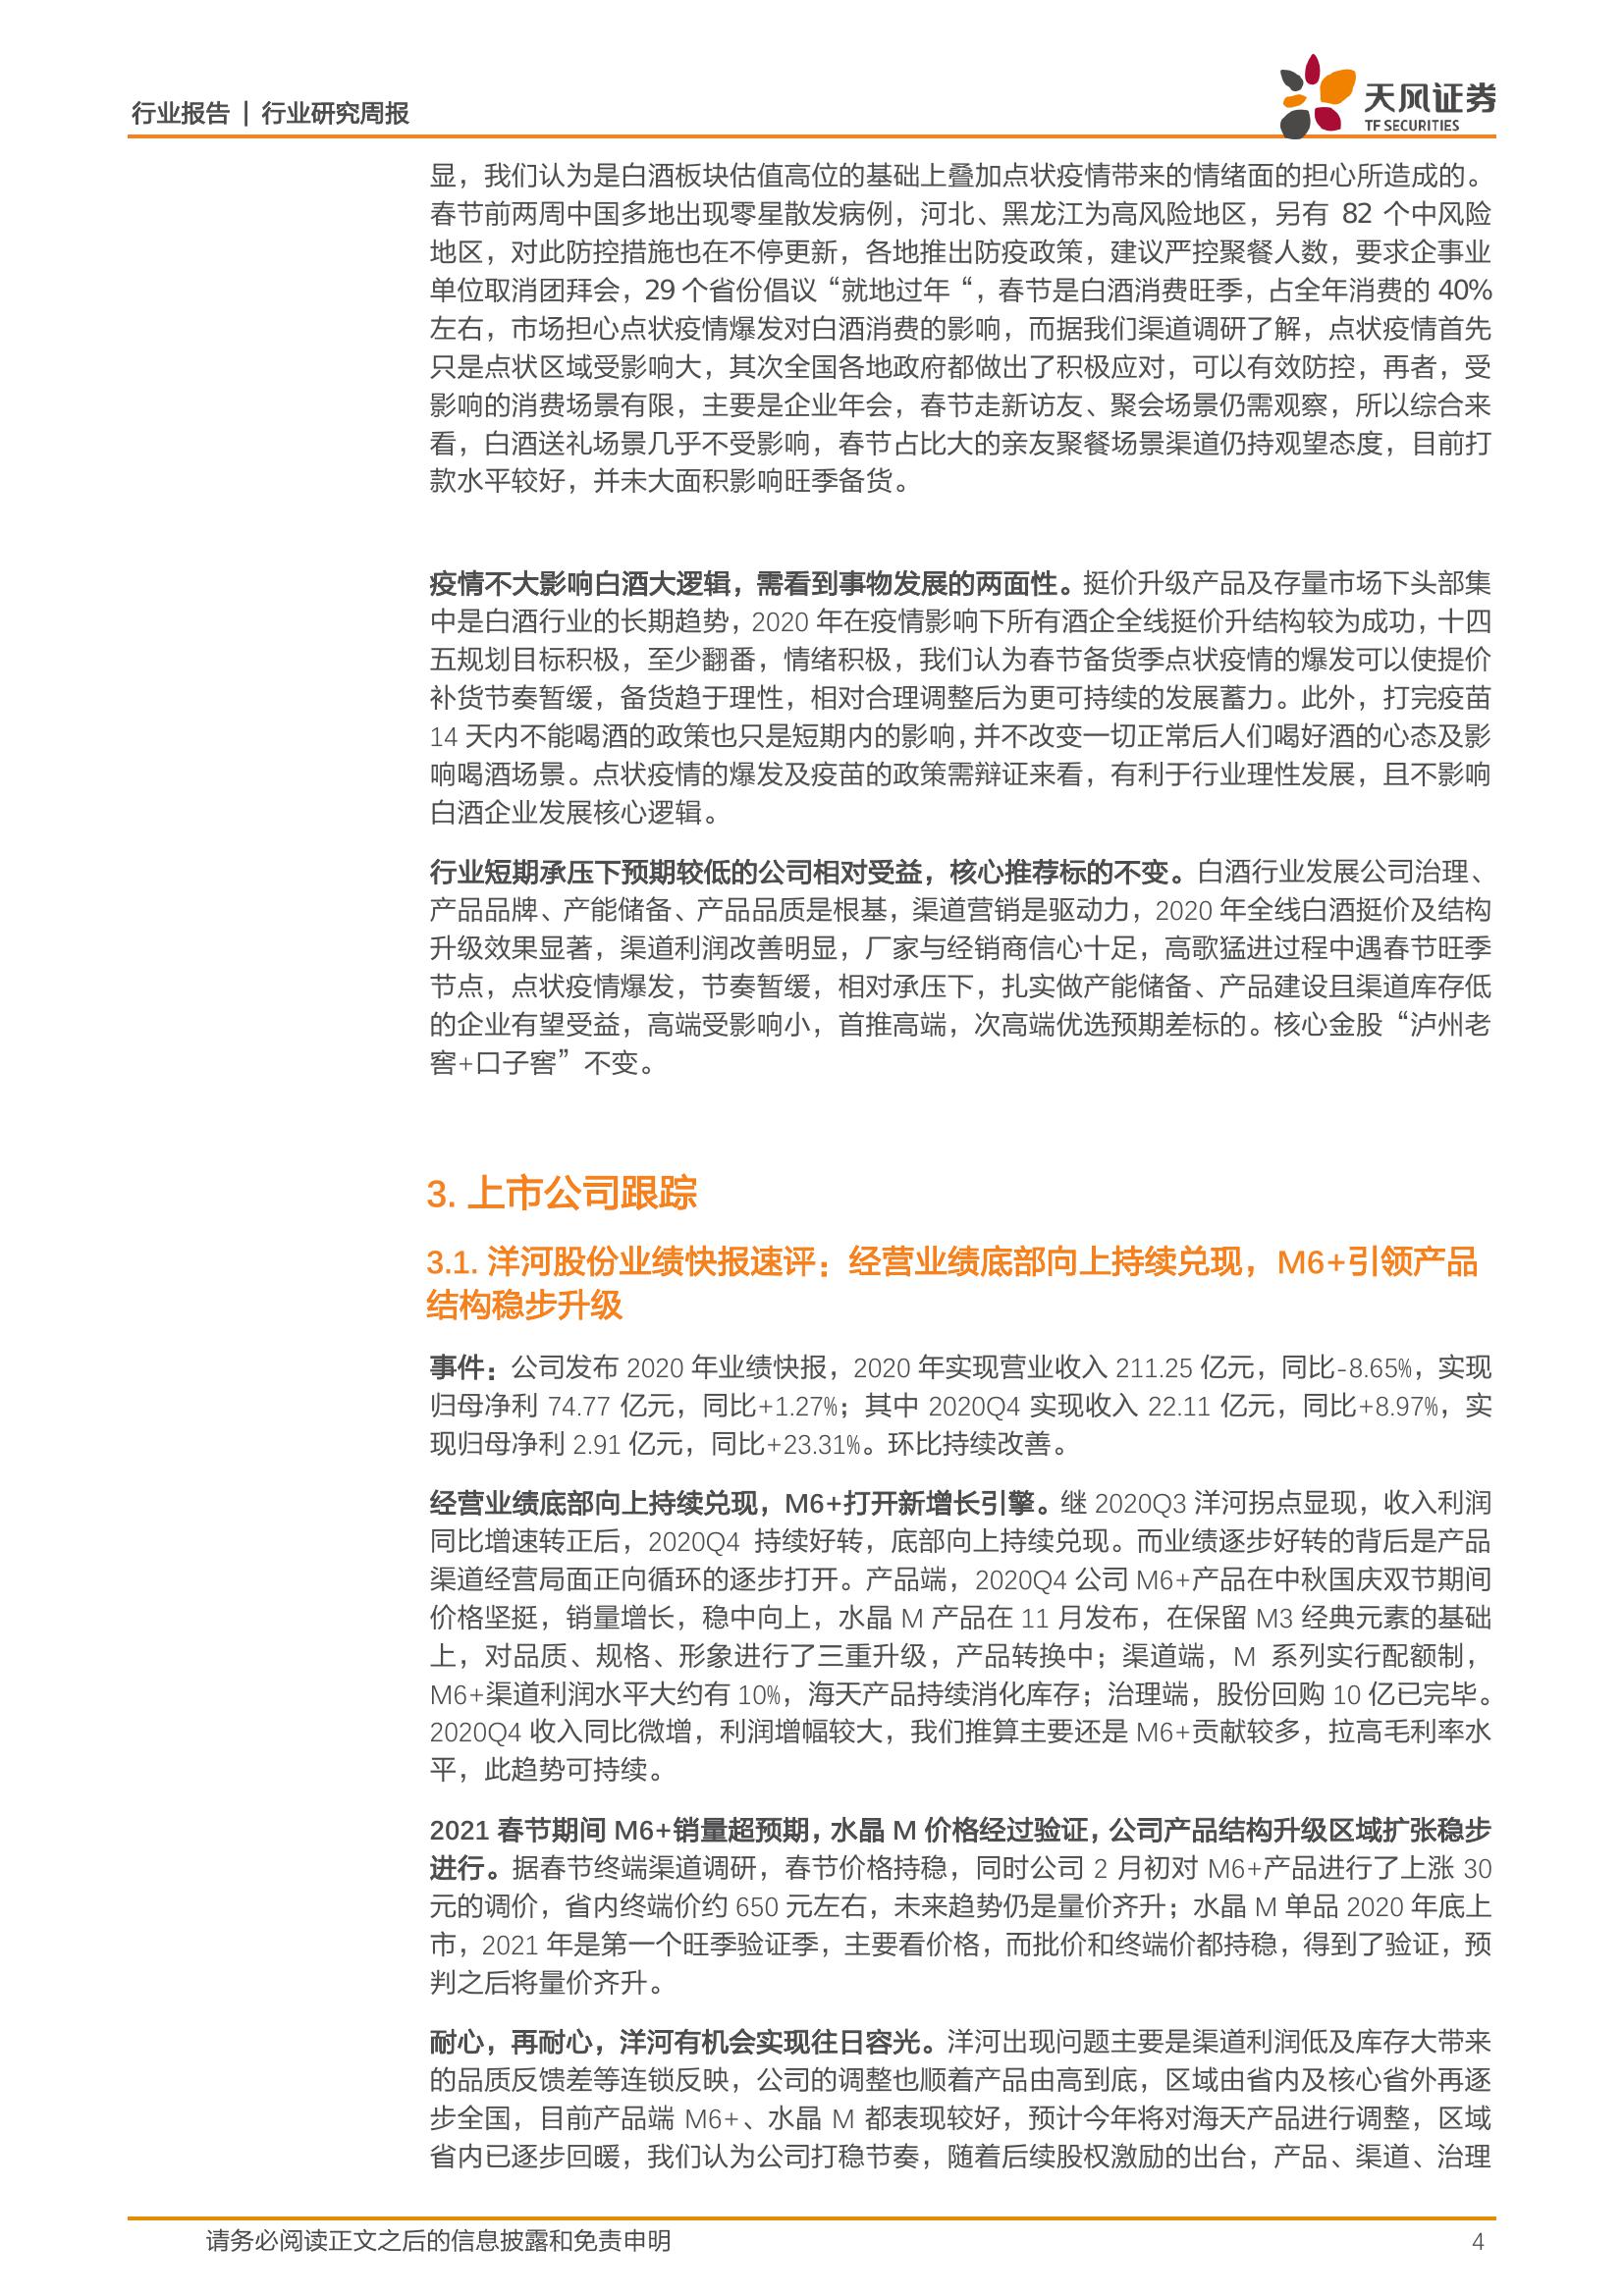 行业报告 | 行业研究周报
天风证券
TF SECURITIES
显，我们认为是白酒板块估值高位的基础上叠加点状疫情带来的情绪面的担心所造成的。
春节前两周中国多地出现零星散发病例，河北、黑龙江为高风险地区，另有 82 个中风险
地区，对此防控措施也在不停更新，各地推出防疫政策，建议严控聚餐人数，要求企事业
单位取消团拜会，29 个省份倡议“就地过年“，春节是白酒消费旺季，占全年消费的 40%
左右，市场担心点状疫情爆发对白酒消费的影响，而据我们渠道调研了解，点状疫情首先
只是点状区域受影响大，其次全国各地政府都做出了积极应对，可以有效防控，再者，受
影响的消费场景有限，主要是企业年会，春节走新访友、聚会场景仍需观察，所以综合来
看，白酒送礼场景几乎不受影响，春节占比大的亲友聚餐场景渠道仍持观望态度，目前打
款水平较好，并未大面积影响旺季备货。
疫情不大影响白酒大逻辑，需看到事物发展的两面性。挺价升级产品及存量市场下头部集
中是白酒行业的长期趋势，2020 年在疫情影响下所有酒企全线挺价升结构较为成功，十四
五规划目标积极，至少翻番，情绪积极，我们认为春节备货季点状疫情的爆发可以使提价
补货节奏暂缓，备货趋于理性，相对合理调整后为更可持续的发展蓄力。此外，打完疫苗
14 天内不能喝酒的政策也只是短期内的影响，并不改变一切正常后人们喝好酒的心态及影
响喝酒场景。点状疫情的爆发及疫苗的政策需辩证来看，有利于行业理性发展，且不影响
白酒企业发展核心逻辑。
行业短期承压下预期较低的公司相对受益，核心推荐标的不变。白酒行业发展公司治理、
产品品牌、产能储备、产品品质是根基，渠道营销是驱动力，2020 年全线白酒挺价及结构
升级效果显著，渠道利润改善明显，厂家与经销商信心十足，高歌猛进过程中遇春节旺季
节点，点状疫情爆发，节奏暂缓，相对承压下，扎实做产能储备、产品建设且渠道库存低
的企业有望受益，高端受影响小，首推高端，次高端优选预期差标的。核心金股“泸州老
窖+口子窖”不变。
3. 上市公司跟踪
3.1. 洋河股份业绩快报速评：经营业绩底部向上持续兑现，M6+引领产品
结构稳步升级
事件：公司发布 2020 年业绩快报，2020 年实现营业收入 211.25 亿元，同比-8.65%，实现
归母净利 74.77 亿元，同比+1.27%；其中 2020Q4 实现收入 22.11 亿元，同比+8.97%，实
现归母净利 2.91 亿元，同比+23.31%。环比持续改善。
经营业绩底部向上持续兑现，M6+打开新增长引擎。继 2020Q3 洋河拐点显现，收入利润
同比增速转正后，2020Q4 持续好转，底部向上持续兑现。而业绩逐步好转的背后是产品
渠道经营局面正向循环的逐步打开。产品端，2020Q4 公司 M6+产品在中秋国庆双节期间
价格坚挺，销量增长，稳中向上，水晶 M 产品在 11 月发布，在保留 M3 经典元素的基础
上，对品质、规格、形象进行了三重升级，产品转换中；渠道端，M 系列实行配额制，
M6+渠道利润水平大约有 10%，海天产品持续消化库存；治理端，股份回购 10 亿已完毕。
2020Q4 收入同比微增，利润增幅较大，我们推算主要还是 M6+贡献较多，拉高毛利率水
平，此趋势可持续。
2021 春节期间 M6+销量超预期，水晶 M 价格经过验证，公司产品结构升级区域扩张稳步
进行。据春节终端渠道调研，春节价格持稳，同时公司 2 月初对 M6+产品进行了上涨 30
元的调价，省内终端价约 650 元左右，未来趋势仍是量价齐升；水晶 M 单品 2020 年底上
市，2021 年是第一个旺季验证季，主要看价格，而批价和终端价都持稳，得到了验证，预
判之后将量价齐升。
耐心，再耐心，洋河有机会实现往日容光。洋河出现问题主要是渠道利润低及库存大带来
的品质反馈差等连锁反映，公司的调整也顺着产品由高到底，区域由省内及核心省外再逐
步全国，目前产品端 M6+、水晶 M 都表现较好，预计今年将对海天产品进行调整，区域
省内已逐步回暖，我们认为公司打稳节奏，随着后续股权激励的出台，产品、渠道、治理
请务必阅读正文之后的信息披露和免责申明
4